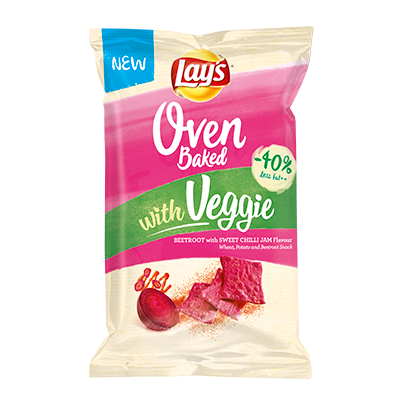 NEW
Lay's
Oven
Baked
-40%
Less fat**
with Veggie
BEETROOT with SWEET CHILLI JAM Flavour
Wheat, Potato and Beetroot Snack